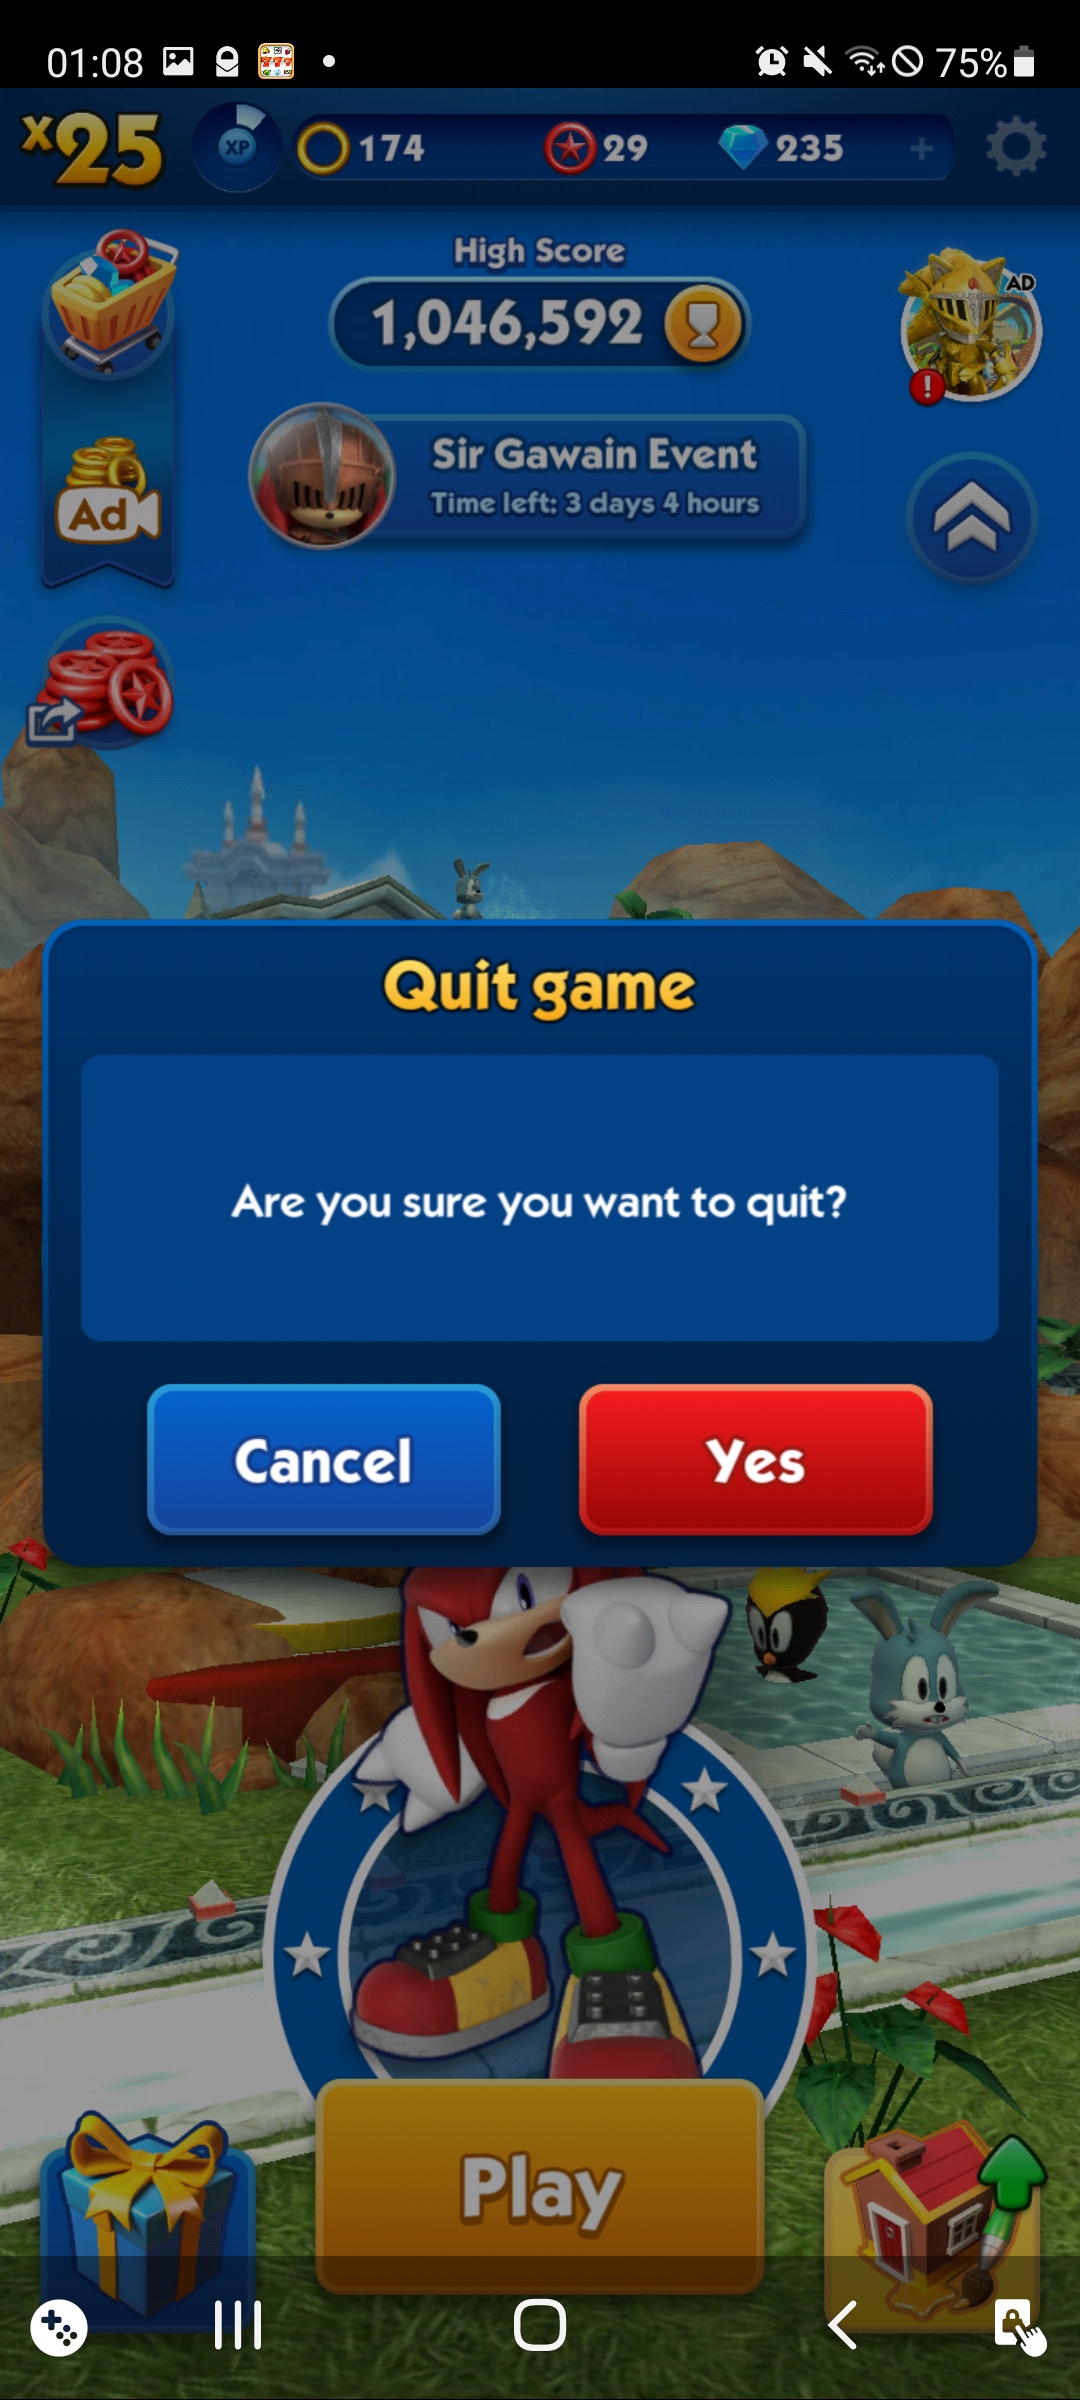 01:08 75%
x25 XP 174 29 235 +
High Score
1,046,592
AD
!
Sir Gawain Event
Time left: 3 days 4 hours
Ad
Quit game
Are you sure you want to quit?
Cancel Yes
Play